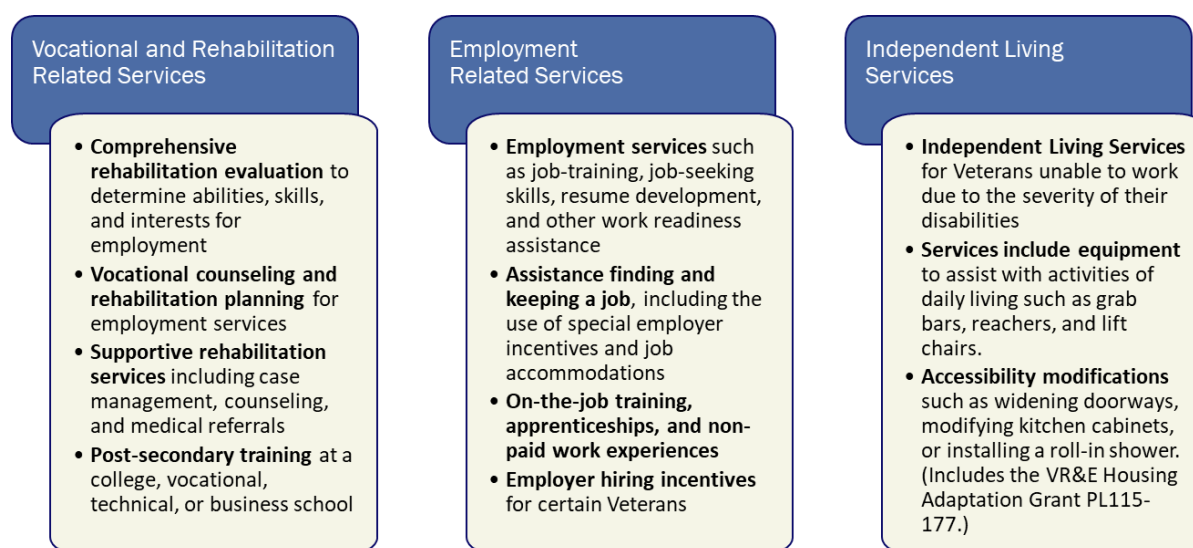 Vocational and Rehabilitation
Related Services
• Comprehensive
rehabilitation evaluation to
determine abilities, skills,
and interests for
employment
• Vocational counseling and
rehabilitation planning for
employment services
• Supportive rehabilitation
services including case
management, counseling,
and medical referrals
• Post-secondary training at a
college, vocational,
technical, or business school
Employment
Related Services
• Employment services such
as job-training, job-seeking
skills, resume development,
and other work readiness
assistance
• Assistance finding and
keeping a job, including the
use of special employer
incentives and job
accommodations
• On-the-job training,
apprenticeships, and non-
paid work experiences
• Employer hiring incentives
for certain Veterans
Independent Living
Services
• Independent Living Services
for Veterans unable to work
due to the severity of their
disabilities
• Services include equipment
to assist with activities of
daily living such as grab
bars, reachers, and lift
chairs.
• Accessibility modifications
such as widening doorways,
modifying kitchen cabinets,
or installing a roll-in shower.
(Includes the VR&E Housing
Adaptation Grant PL115-
177.)